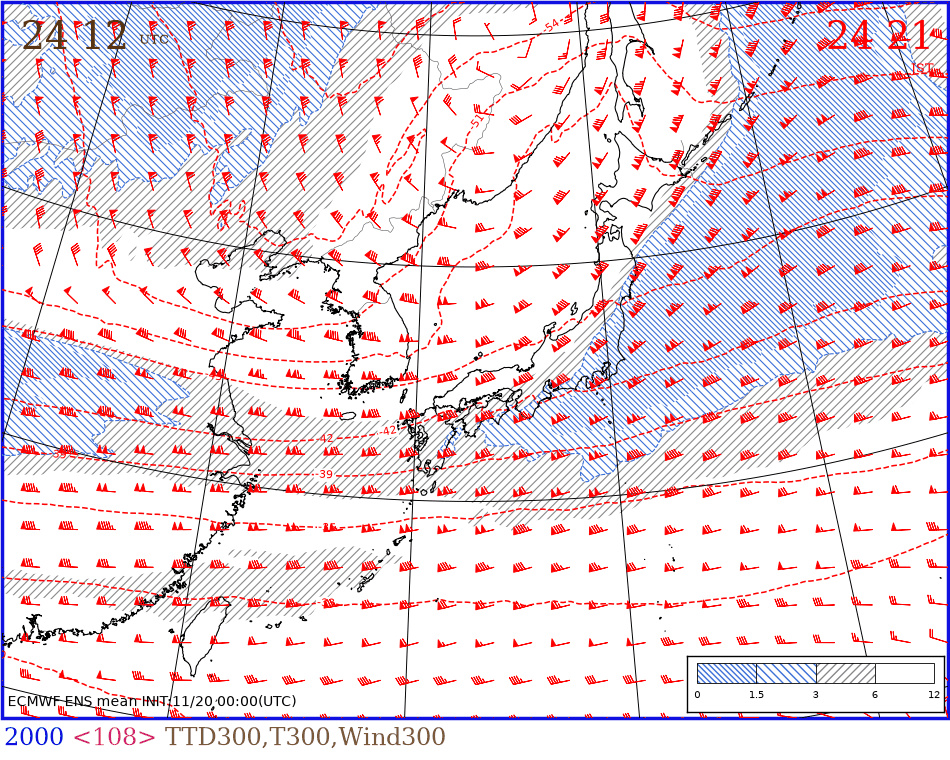 24 12 UTC
24 21
JST
54
51
42
42
39
39
ECMWF ENS mean INIT:11/20 00:00(UTC)
0 1.5 3 6 12
2000 <108> TTD300,T300,Wind300